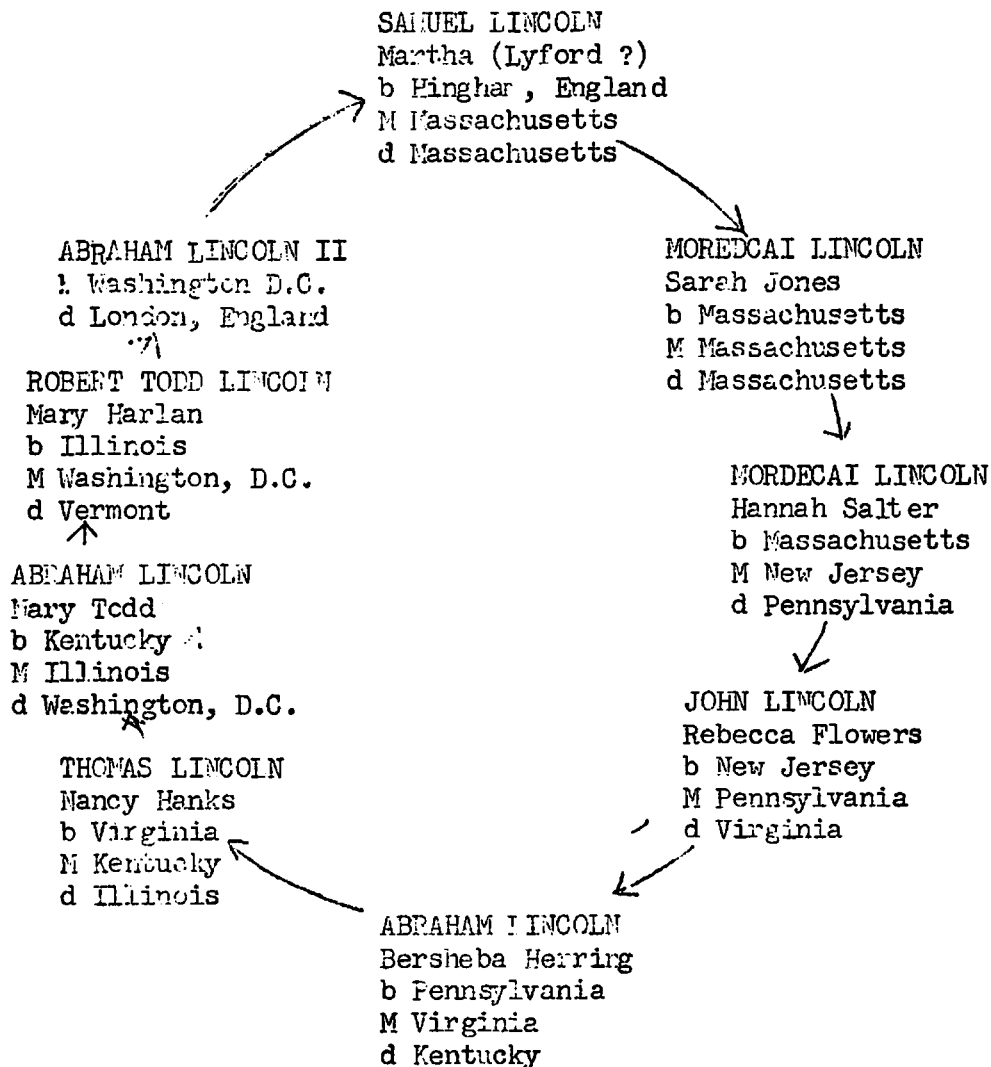 SAMUEL LINCOLN
Martha (Lyford ?)
b Hingham, England
M Massachusetts
d Massachusetts
MOREDCAI LINCOLN
Sarah Jones
b Massachusetts
M Massachusetts
d Massachusetts
MORDECAI LINCOLN
Hannah Salter
b Massachusetts
M New Jersey
d Pennsylvania
JOHN LINCOLN
Rebecca Flowers
b New Jersey
M Pennsylvania
d Virginia
ABRAHAM LINCOLN
Bersheba Herring
b Pennsylvania
M Virginia
d Kentucky
THOMAS LINCOLN
Nancy Hanks
b Virginia
M Kentucky
d Illinois
ABRAHAM LINCOLN
Mary Todd
b Kentucky
M Illinois
d Washington, D.C.
ROBERT TODD LINCOLN
Mary Harlan
b Illinois
M Washington, D.C.
d Vermont
ABRAHAM LINCOLN II
b Washington D.C.
d London, England